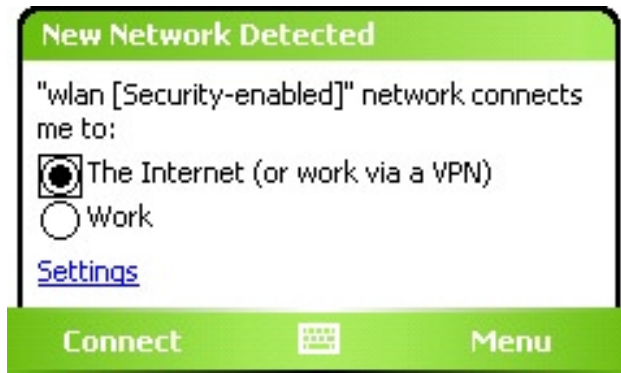 New Network Detected
"wlan [Security-enabled]" network connects
me to:
The Internet (or work via a VPN)
Work
Settings
Connect Menu